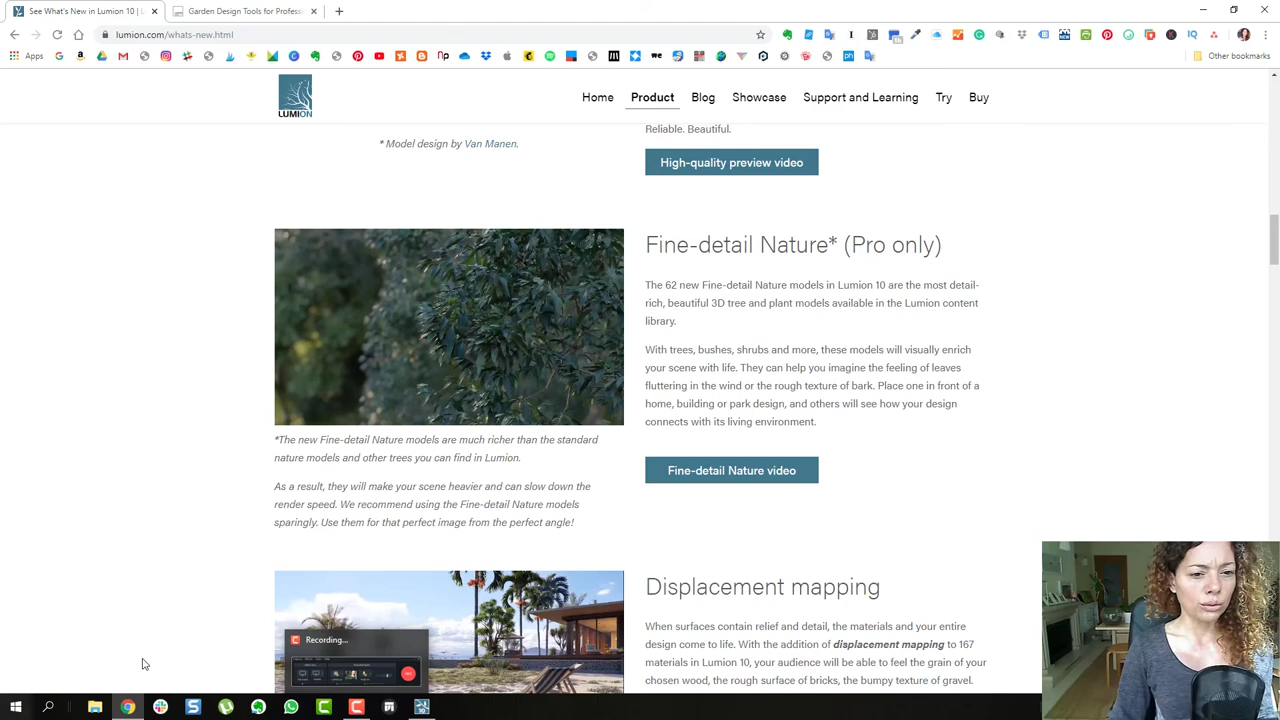 See What's New in Lumion 10 | L
Garden Design Tools for Profess
lumion.com/whats-new.html
Apps
Other bookmarks
LUMION
Home
Product
Blog
Showcase
Support and Learning
Try
Buy
Reliable. Beautiful.
* Model design by Van Manen.
High-quality preview video
Fine-detail Nature* (Pro only)
The 62 new Fine-detail Nature models in Lumion 10 are the most detail-
rich, beautiful 3D tree and plant models available in the Lumion content
library.
With trees, bushes, shrubs and more, these models will visually enrich
your scene with life. They can help you imagine the feeling of leaves
fluttering in the wind or the rough texture of bark. Place one in front of a
home, building or park design, and others will see how your design
connects with its living environment.
*The new Fine-detail Nature models are much richer than the standard
nature models and other trees you can find in Lumion.
Fine-detail Nature video
As a result, they will make your scene heavier and can slow down the
render speed. We recommend using the Fine-detail Nature models
sparingly. Use them for that perfect image from the perfect angle!
Displacement mapping
When surfaces contain relief and detail, the materials and your entire
design come to life. With the addition of displacement mapping to 167
materials in Lumion 10, your audience will be able to feel the grain of your
chosen wood, the rough surface of bricks, the bumpy texture of gravel.
Recording...